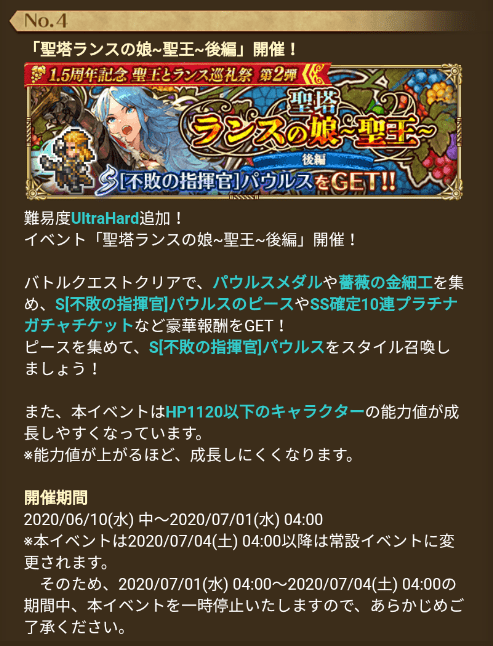 No.4
「聖塔ランスの娘~聖王~後編」開催！
1.5周年記念 聖王とランス巡礼祭 第2弾
聖塔
ランスの娘~聖王~
後編
S[不敗の指揮官]パウルスをGET!!
難易度UltraHard追加！
イベント「聖塔ランスの娘~聖王~後編」開催！
バトルクエストクリアで、パウルスメダルや薔薇の金細工を集
め、S[不敗の指揮官]パウルスのピースやSS確定10連プラチナ
ガチャチケットなど豪華報酬をGET！
ピースを集めて、S[不敗の指揮官]パウルスをスタイル召喚し
ましょう！
また、本イベントはHP1120以下のキャラクターの能力値が成
長しやすくなっています。
※能力値が上がるほど、成長しにくくなります。
開催期間
2020/06/10(水) 中～2020/07/01(水) 04:00
※本イベントは2020/07/04(土) 04:00以降は常設イベントに変
更されます。
　そのため、2020/07/01(水) 04:00～2020/07/04(土) 04:00の
期間中、本イベントを一時停止いたしますので、あらかじめご
了承ください。